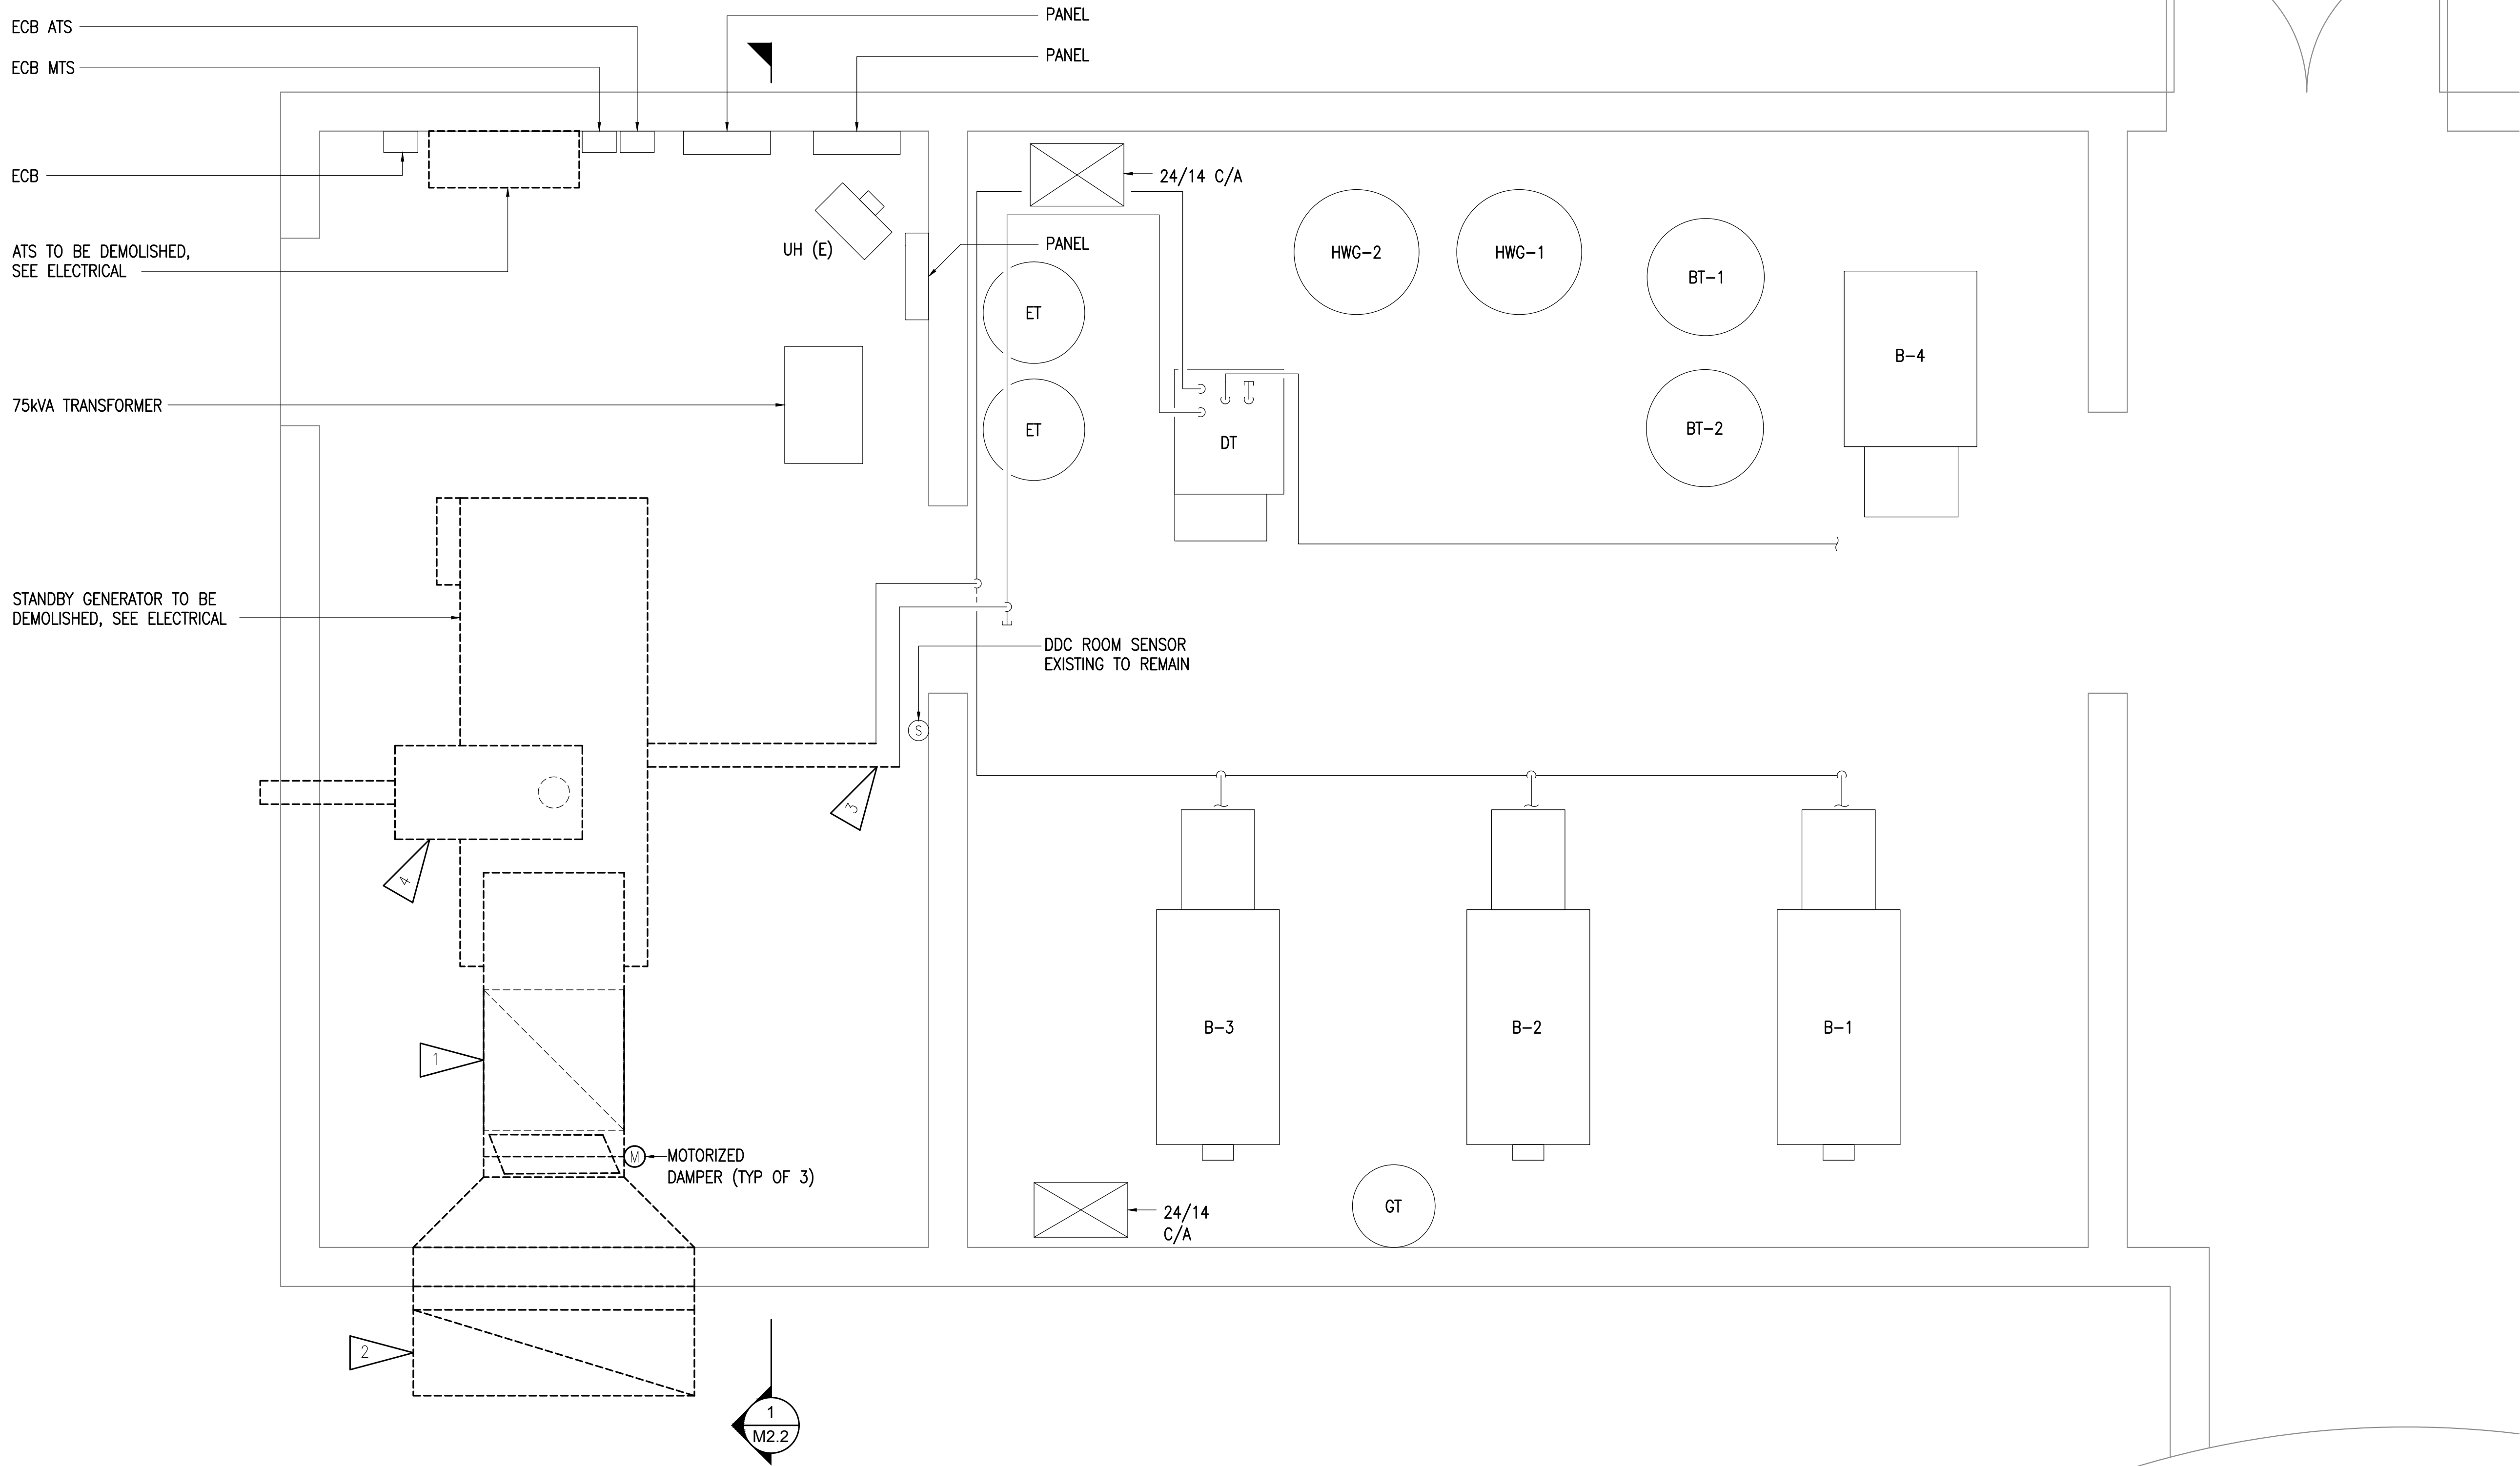 ECB ATS
PANEL
ECB MTS
PANEL
ECB
24/14 C/A
ATS TO BE DEMOLISHED,
SEE ELECTRICAL
UH (E)
PANEL
HWG-2
HWG-1
BT-1
ET
B-4
75kVA TRANSFORMER
ET
DT
BT-2
STANDBY GENERATOR TO BE
DEMOLISHED, SEE ELECTRICAL
DDC ROOM SENSOR
EXISTING TO REMAIN
S
3
4
B-3
B-2
B-1
1
M
MOTORIZED
DAMPER (TYP OF 3)
24/14
C/A
GT
2
1
M2.2